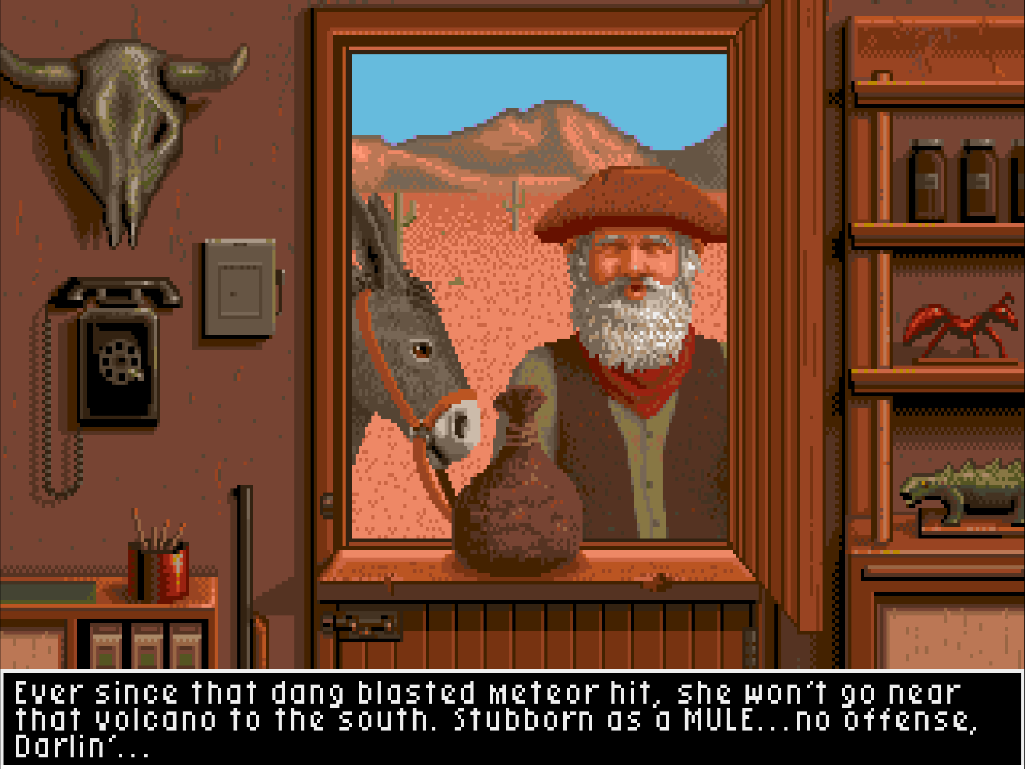 Ever since that dang blasted meteor hit, she won't go near
that volcano to the south. Stubborn as a MULE...no offense,
Darlin'...